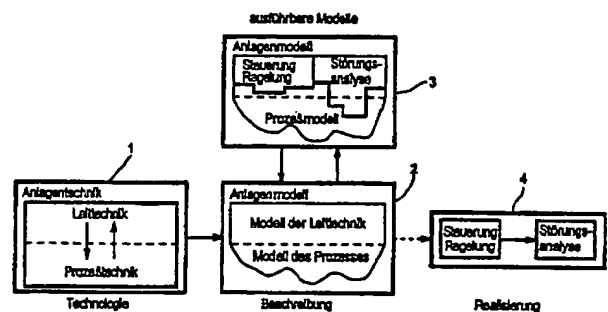 ausführbare Modelle
Anlagenmodell
Steuerung
Regelung
Störungs-
analyse
Prozeßmodell
3
1
Anlagentechnik
Leittechnik
Prozeßtechnik
Technologie
2
Anlagenmodell
Modell der Leittechnik
Modell des Prozesses
Beschreibung
4
Steuerung
Regelung
Störungs-
analyse
Realisierung